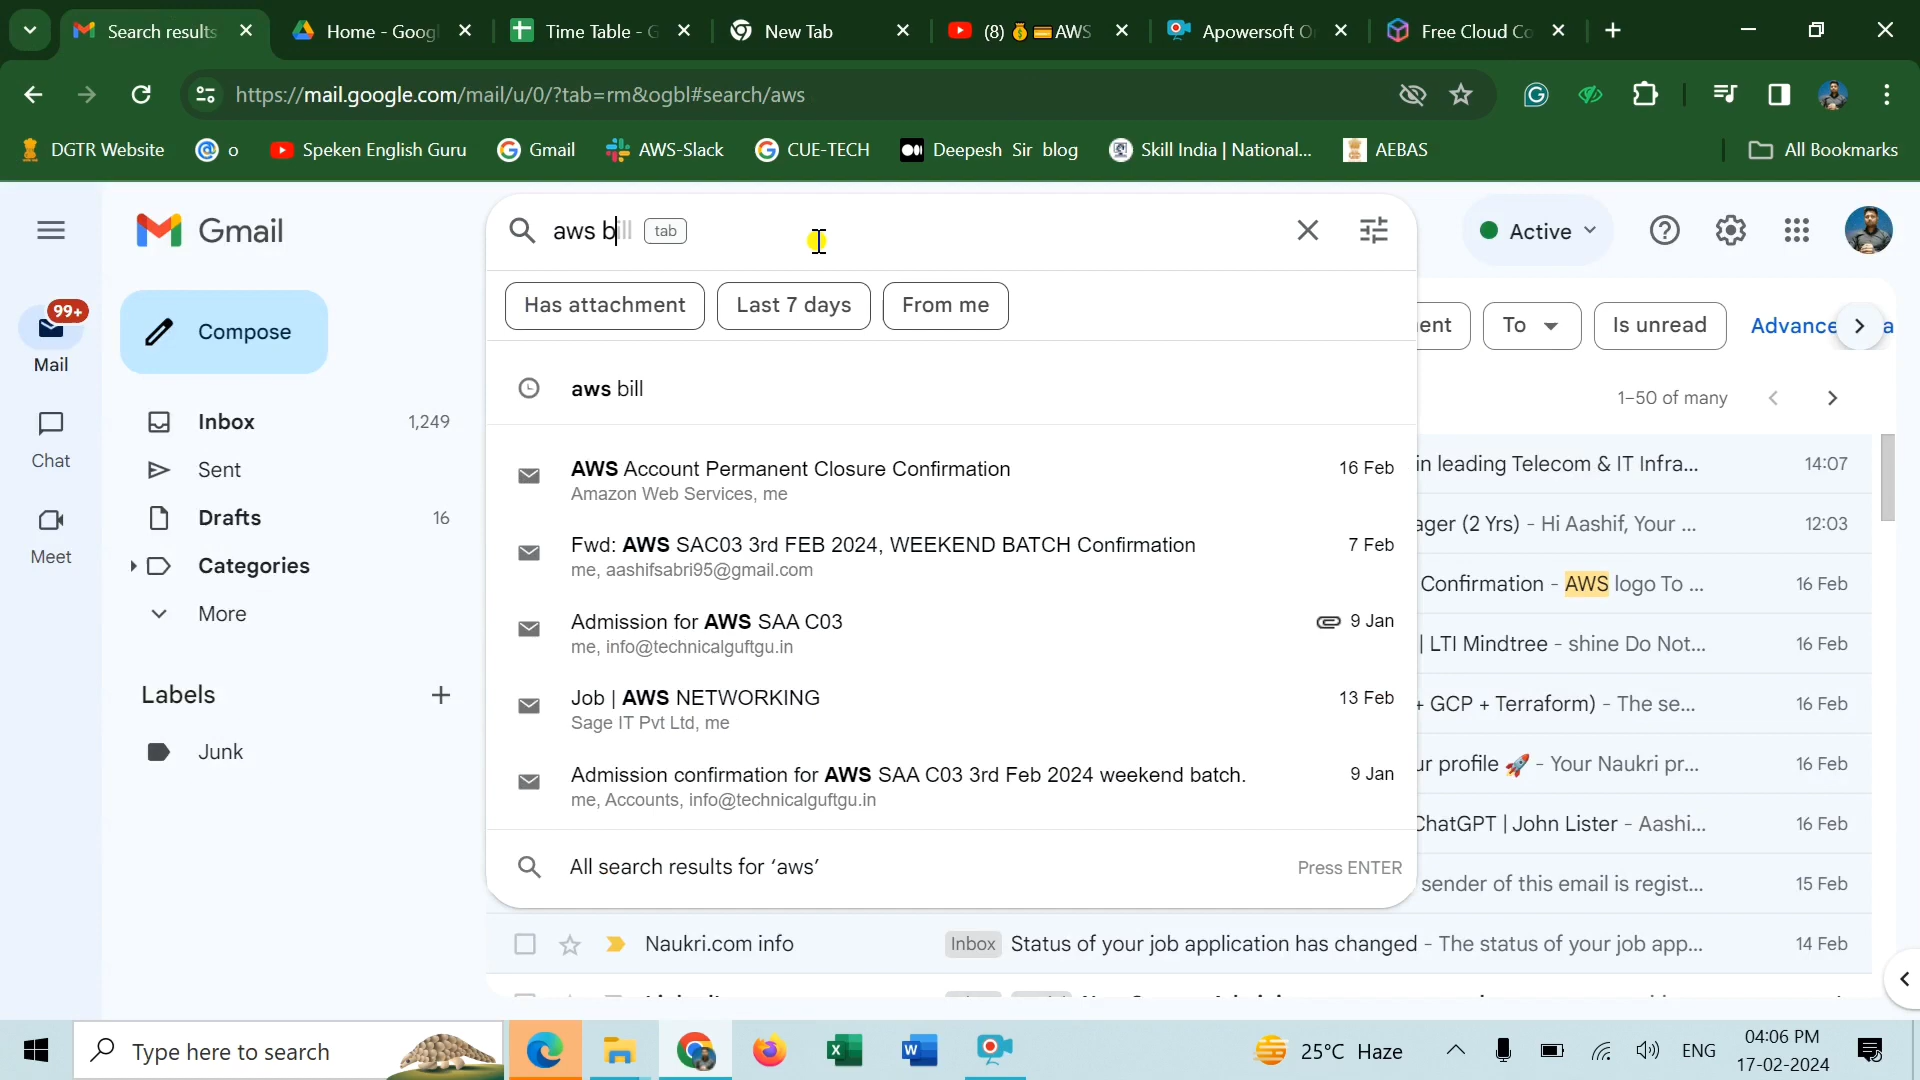 Search results
Home - Googl
Time Table - G
New Tab
(8) 💰💳AWS
Apowersoft O
Free Cloud Co
https://mail.google.com/mail/u/0/?tab=rm&ogbl#search/aws
DGTR Website
o
Speken English Guru
Gmail
AWS-Slack
CUE-TECH
Deepesh Sir blog
Skill India | National...
AEBAS
All Bookmarks
Gmail
aws bill
tab
Active
99+
Mail
Chat
Meet
Compose
Inbox 1,249
Sent
Drafts 16
Categories
More
Labels
Junk
Has attachment
Last 7 days
From me
ent
To
Is unread
Advance
a
1–50 of many
aws bill
AWS Account Permanent Closure Confirmation 16 Feb
Amazon Web Services, me
Fwd: AWS SAC03 3rd FEB 2024, WEEKEND BATCH Confirmation 7 Feb
me, aashifsabri95@gmail.com
Admission for AWS SAA C03 9 Jan
me, info@technicalguftgu.in
Job | AWS NETWORKING 13 Feb
Sage IT Pvt Ltd, me
Admission confirmation for AWS SAA C03 3rd Feb 2024 weekend batch. 9 Jan
me, Accounts, info@technicalguftgu.in
All search results for ‘aws’ Press ENTER
in leading Telecom & IT Infra... 14:07
ager (2 Yrs) - Hi Aashif, Your ... 12:03
Confirmation - AWS logo To ... 16 Feb
| LTI Mindtree - shine Do Not... 16 Feb
+ GCP + Terraform) - The se... 16 Feb
ur profile 🚀 - Your Naukri pr... 16 Feb
ChatGPT | John Lister - Aashi... 16 Feb
sender of this email is regist... 15 Feb
Naukri.com info Inbox Status of your job application has changed - The status of your job app... 14 Feb
Type here to search
25°C Haze
ENG
04:06 PM
17-02-2024